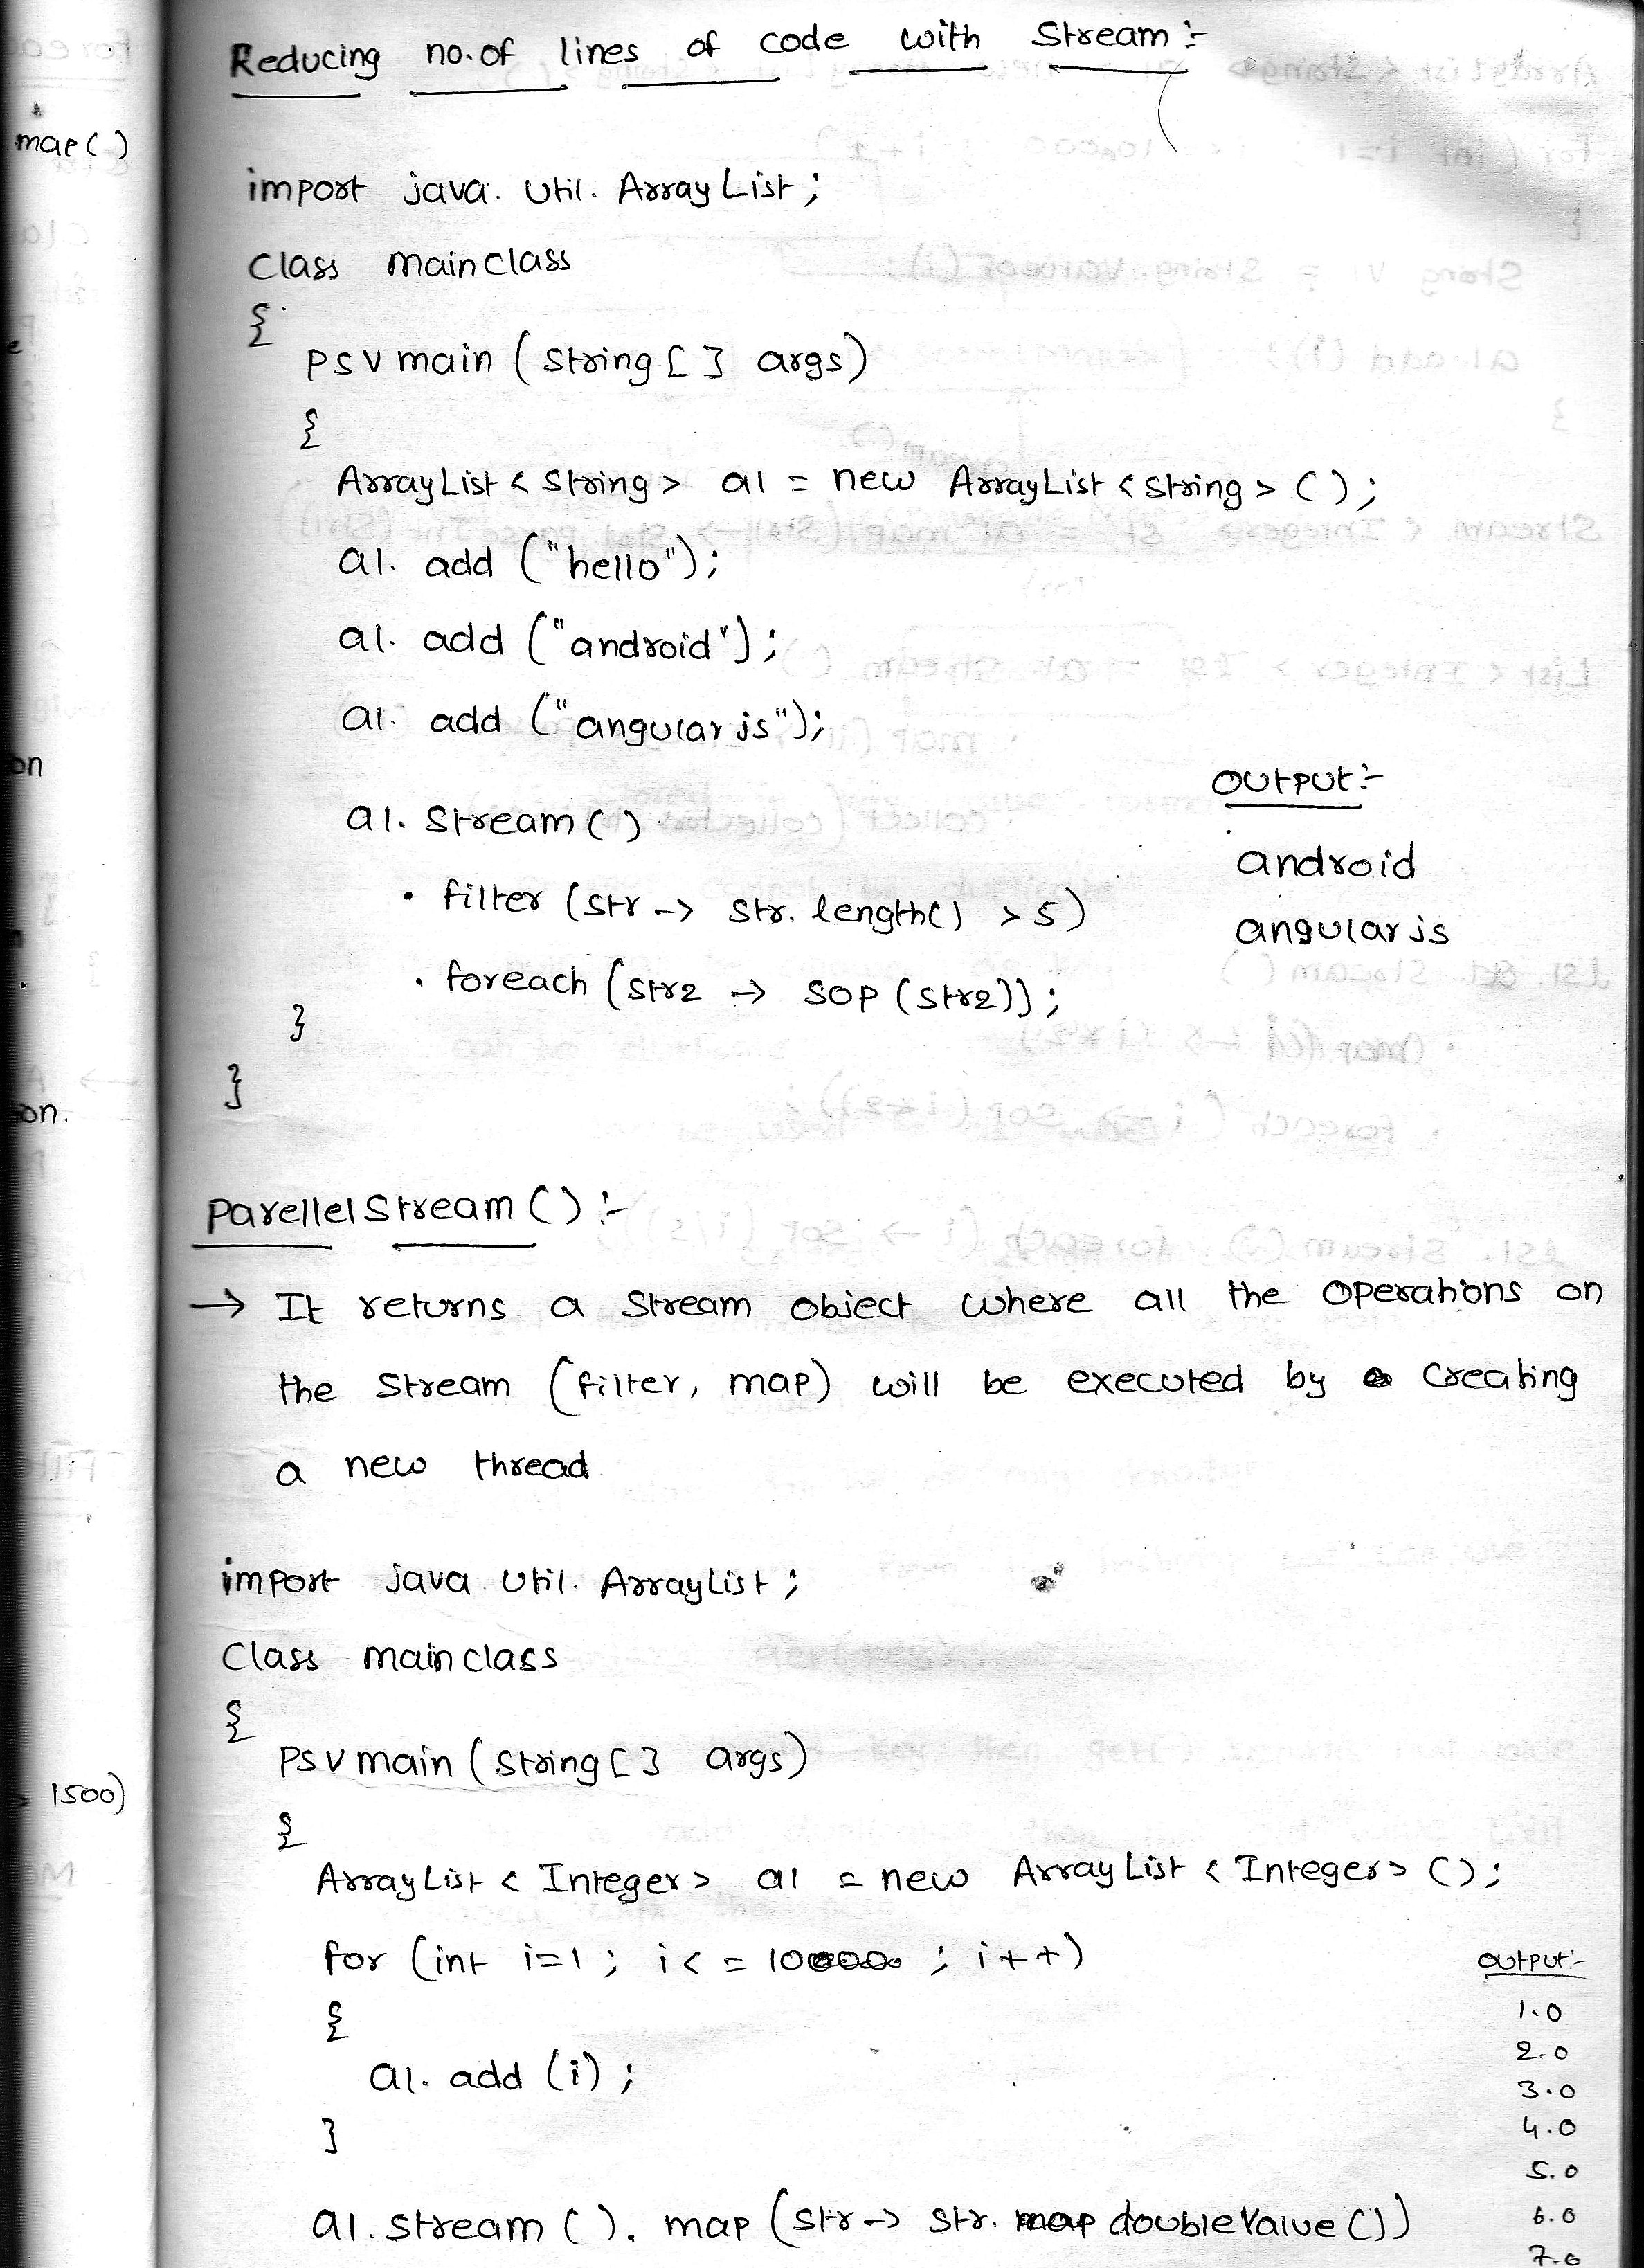 Reducing no.of lines of code with Stream :-
map()
import java. util. ArrayList ;
Class mainclass
{
psv main ( string [ ] args)
{
ArrayList < String > al = new ArrayList < String > ( ) ;
al. add ("hello");
al. add ("android");
al. add ("angular js");
on
output :-
al. Stream ( )
android
. filter (str -> str. length() > 5)
angular js
. foreach (str2 -> SOP (str2)) ;
}
}
on.
Parellel Stream ( ) :-
-> It returns a Stream object where all the operations on
the Stream (filter, map) will be executed by creating
a new thread
import java util. ArrayList ;
Class main class
{
psv main ( string [ ] args)
1500)
{
ArrayList < Integer > al = new ArrayList < Integer > ( ) ;
for (int i=1 ; i < = 10000 ; i++)
output :-
1.0
{
2.0
al. add (i) ;
3.0
}
4.0
5.0
al. stream ( ). map (str -> str. doubleValue ( ))
6.0
7.0